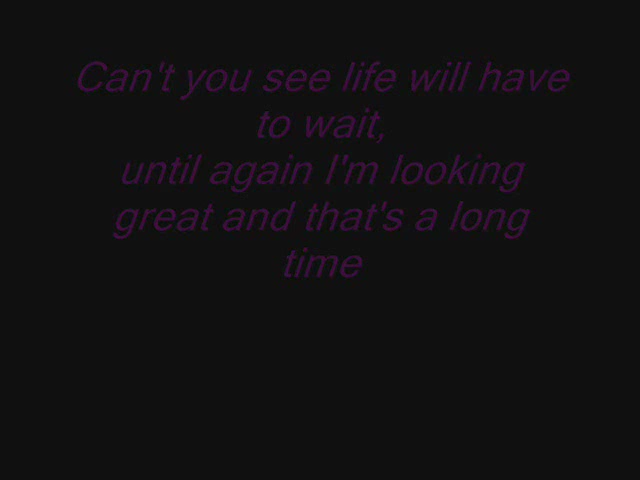 Can't you see life will have
to wait,
until again I'm looking
great and that's a long
time